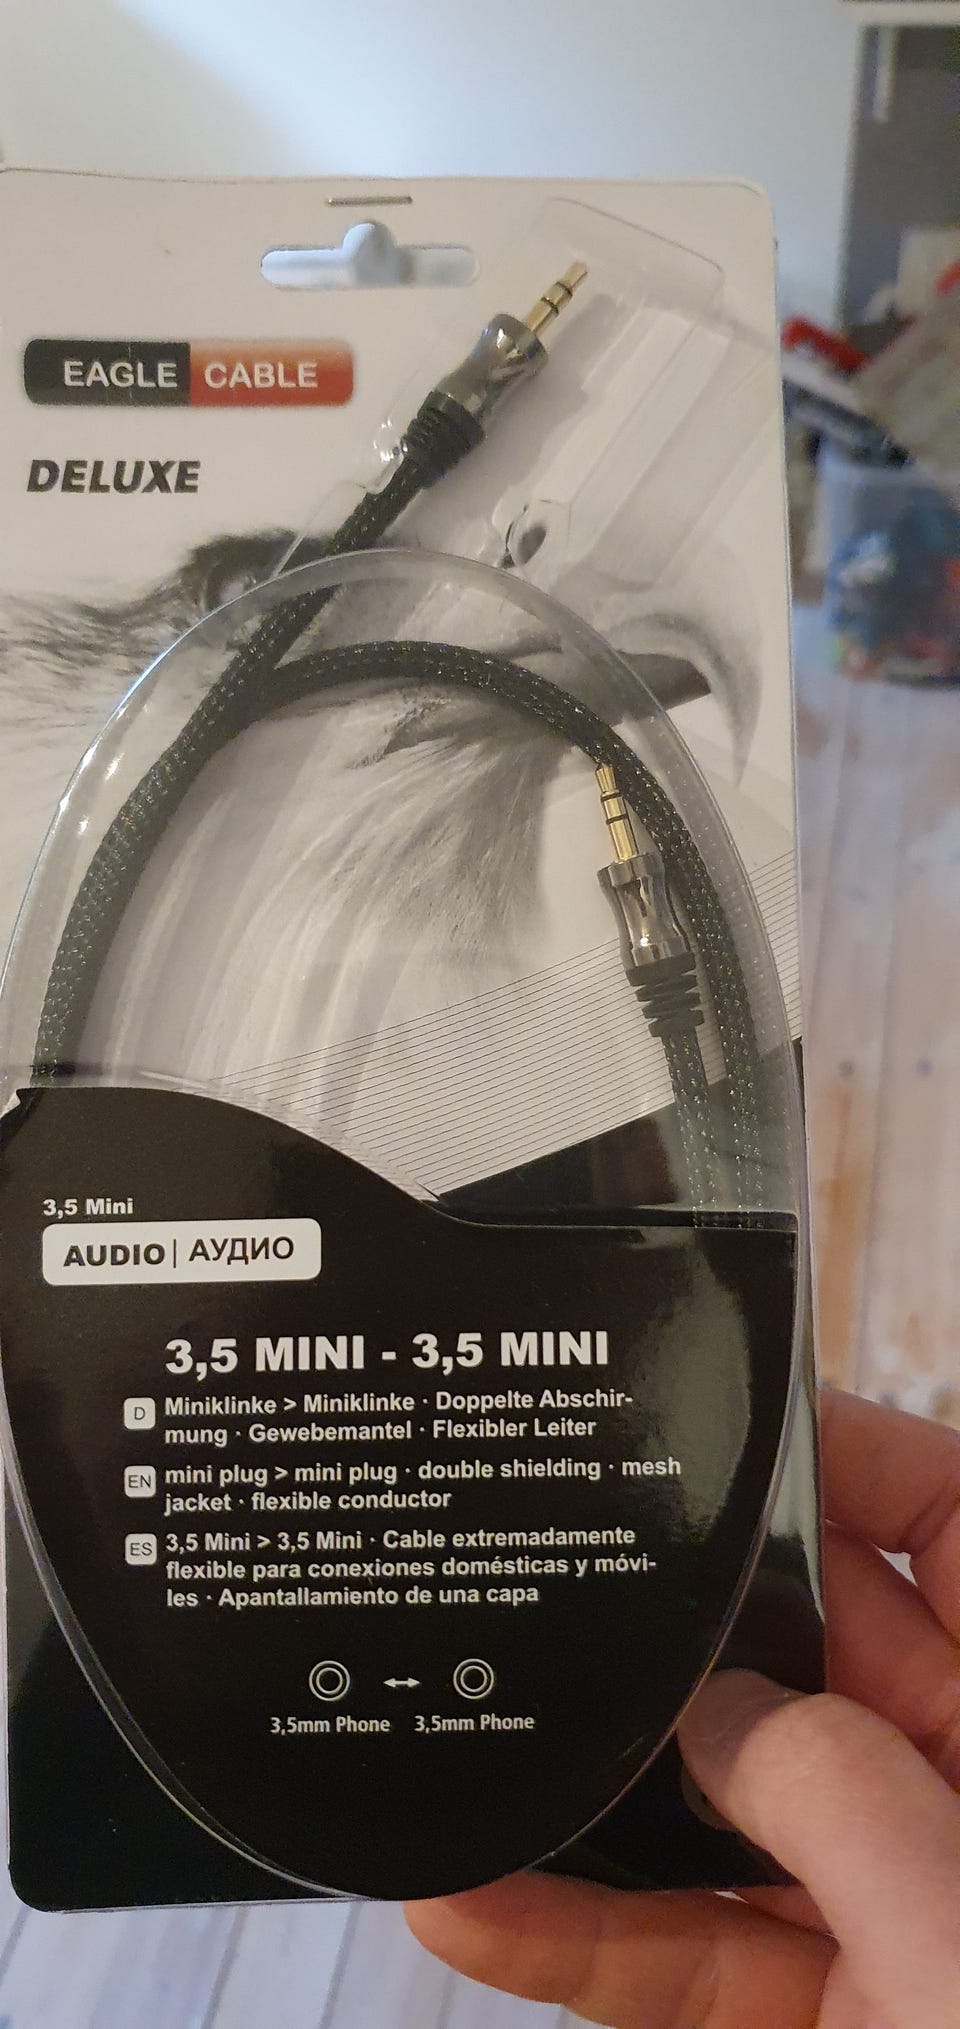 EAGLE CABLE
DELUXE
3,5 Mini
AUDIO | АУДИО
3,5 MINI - 3,5 MINI
D Miniklinke > Miniklinke · Doppelte Abschir-
mung · Gewebemantel · Flexibler Leiter
EN mini plug > mini plug · double shielding · mesh
jacket · flexible conductor
ES 3,5 Mini > 3,5 Mini · Cable extremadamente
flexible para conexiones domésticas y móvi-
les · Apantallamiento de una capa
3,5mm Phone 3,5mm Phone